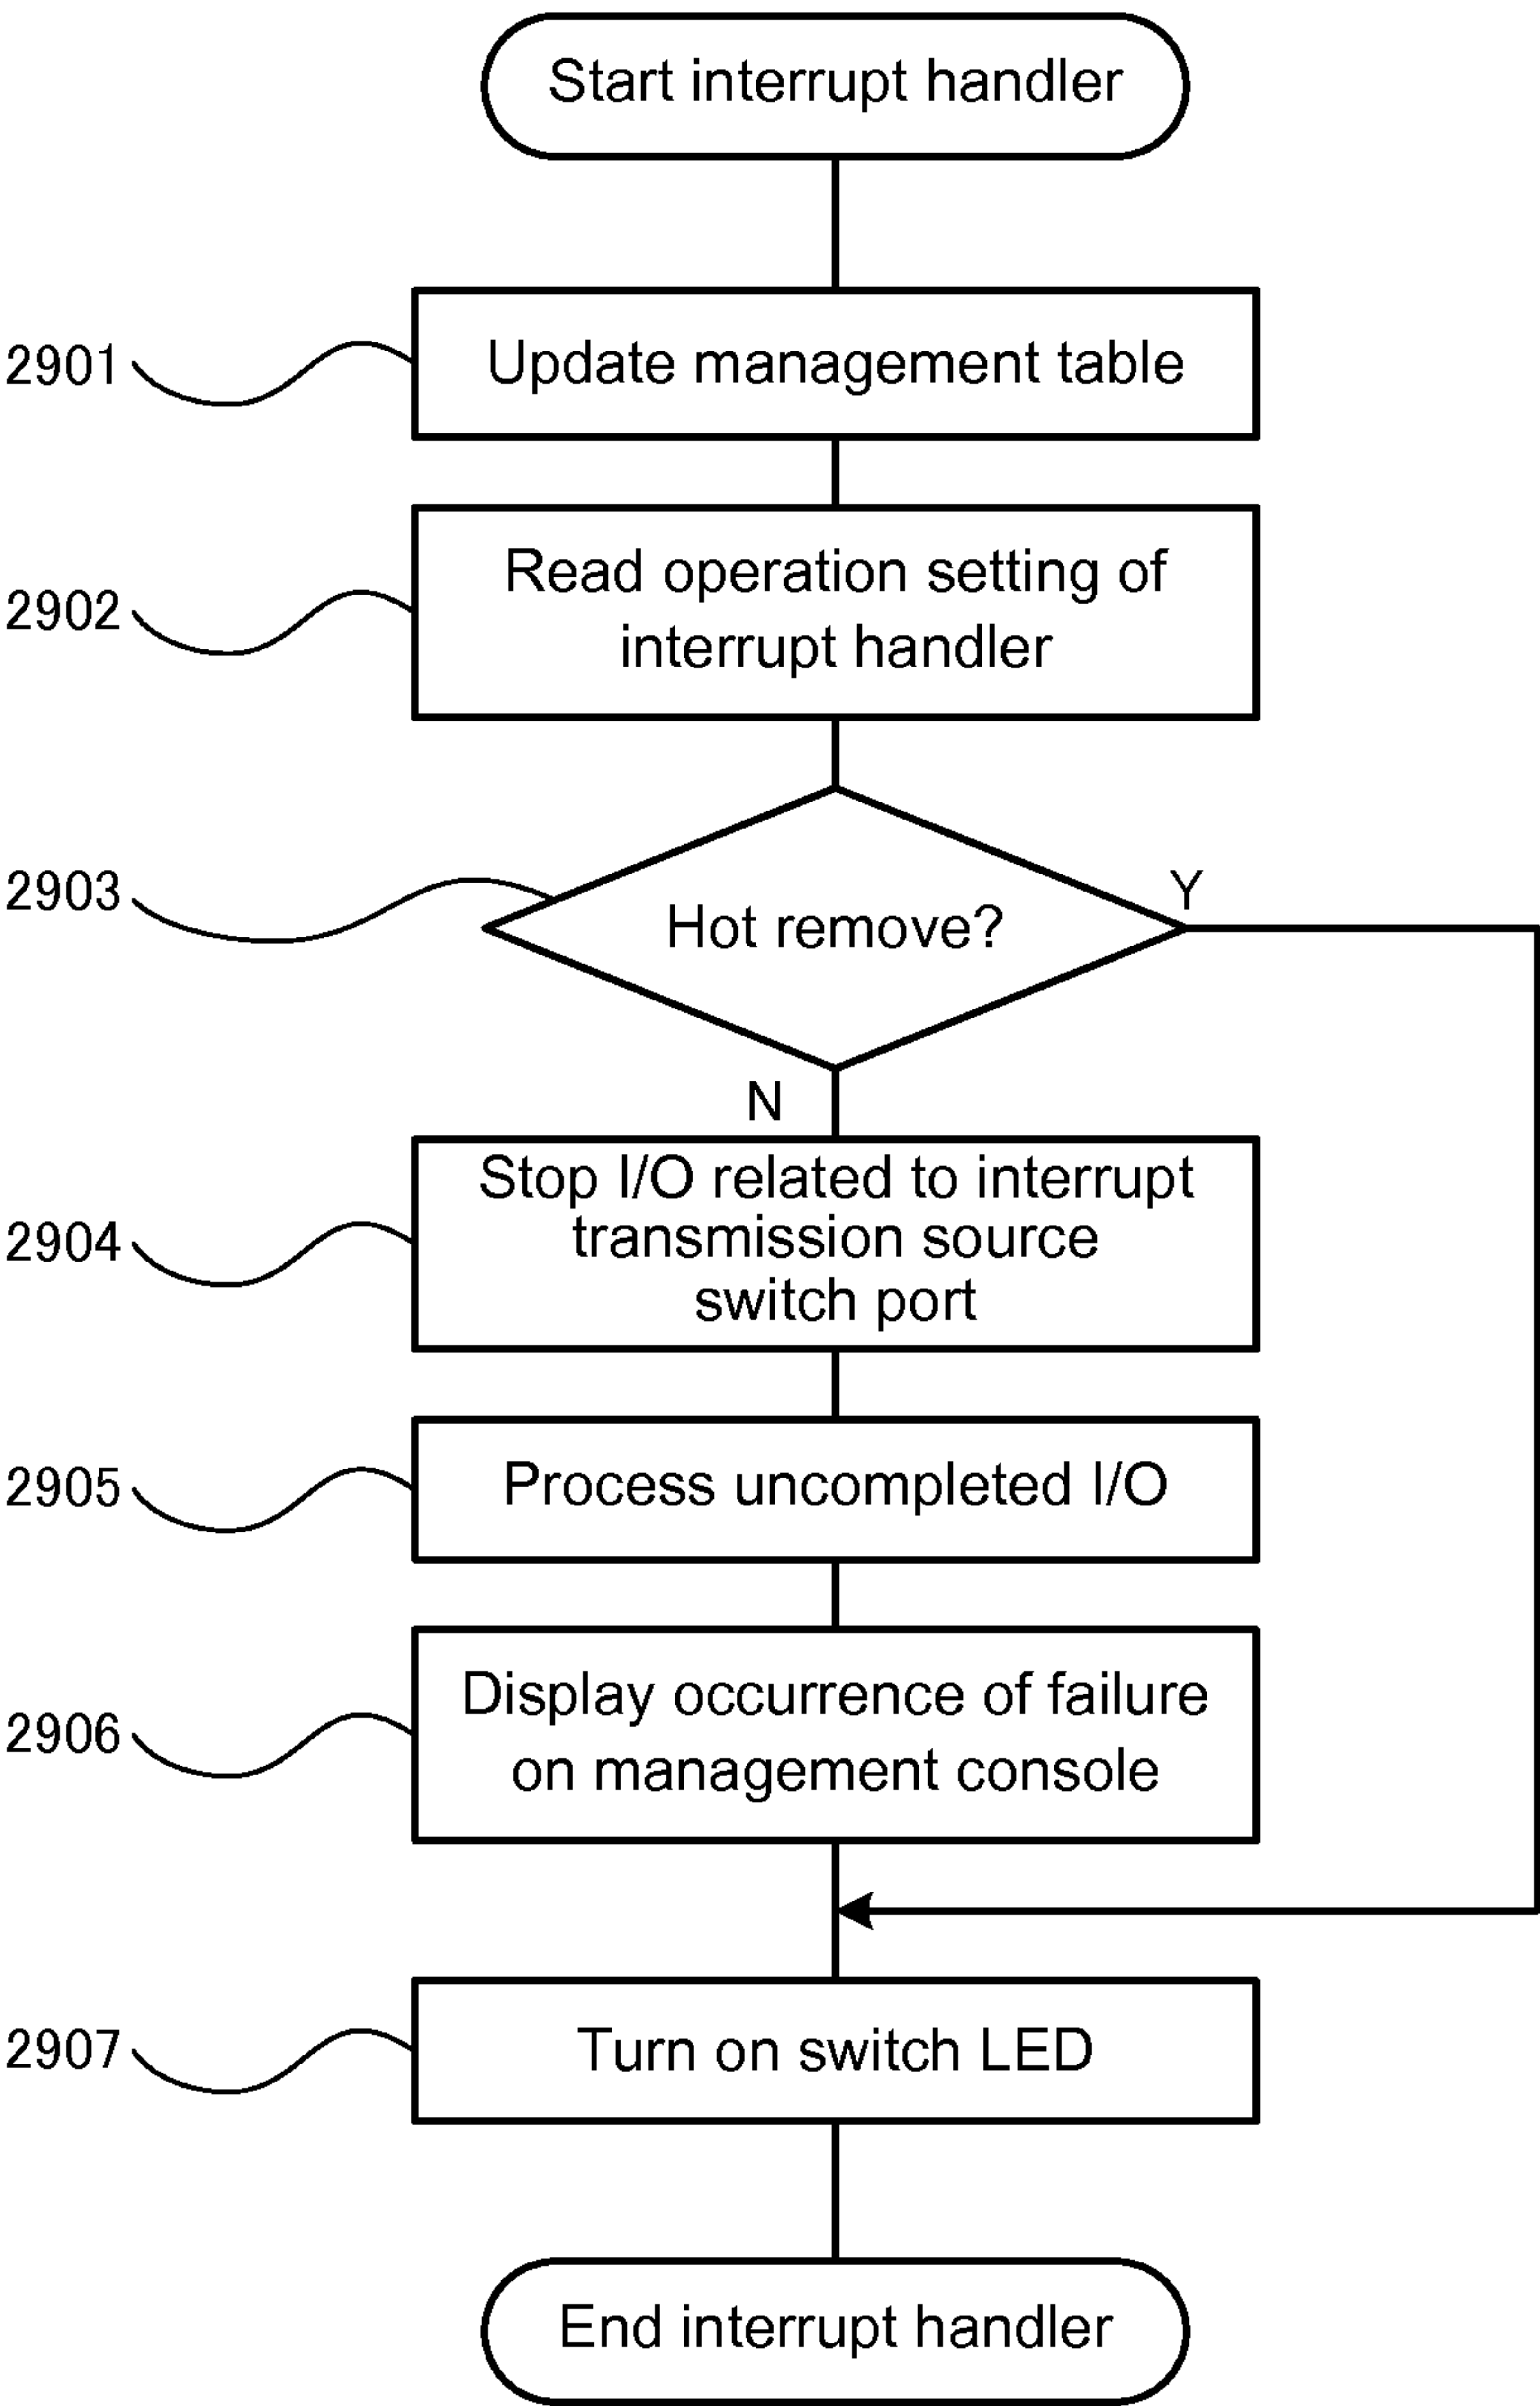 Start interrupt handler
2901
Update management table
2902
Read operation setting of
interrupt handler
2903
Hot remove?
Y
N
2904
Stop I/O related to interrupt
transmission source
switch port
2905
Process uncompleted I/O
2906
Display occurrence of failure
on management console
2907
Turn on switch LED
End interrupt handler